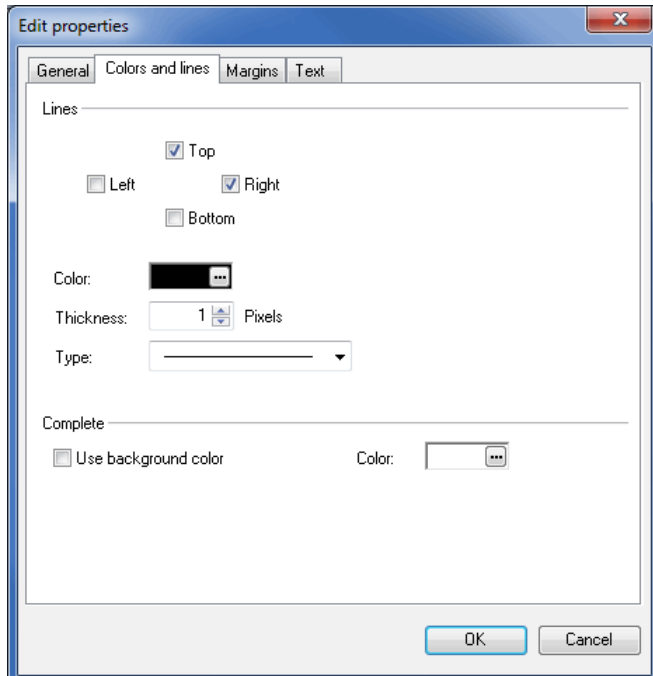 Edit properties
General Colors and lines Margins Text
Lines
Top
Left Right
Bottom
Color:
Thickness: 1 Pixels
Type:
Complete
Use background color Color:
OK Cancel